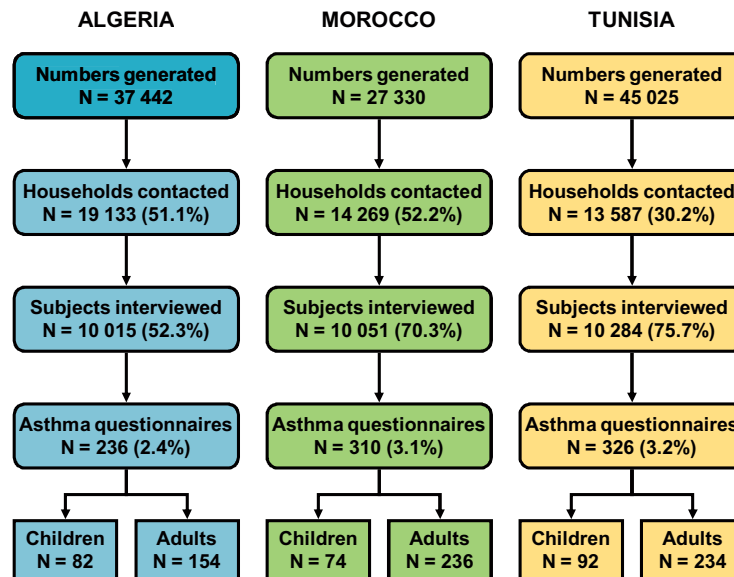 ALGERIA
MOROCCO
TUNISIA
Numbers generated
N = 37 442
Numbers generated
N = 27 330
Numbers generated
N = 45 025
Households contacted
N = 19 133 (51.1%)
Households contacted
N = 14 269 (52.2%)
Households contacted
N = 13 587 (30.2%)
Subjects interviewed
N = 10 015 (52.3%)
Subjects interviewed
N = 10 051 (70.3%)
Subjects interviewed
N = 10 284 (75.7%)
Asthma questionnaires
N = 236 (2.4%)
Asthma questionnaires
N = 310 (3.1%)
Asthma questionnaires
N = 326 (3.2%)
Children
N = 82
Adults
N = 154
Children
N = 74
Adults
N = 236
Children
N = 92
Adults
N = 234